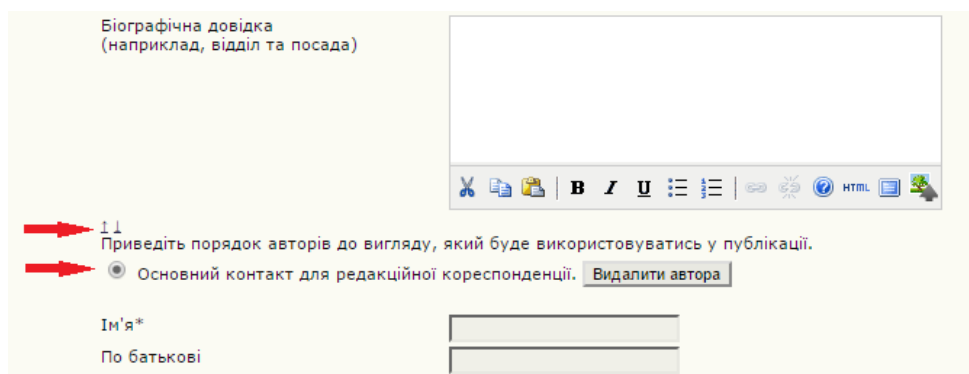 Біографічна довідка
(наприклад, відділ та посада)
B I U HTML
↑↓
Приведіть порядок авторів до вигляду, який буде використовуватись у публікації.
Основний контакт для редакційної кореспонденції. Видалити автора
Ім'я*
По батькові